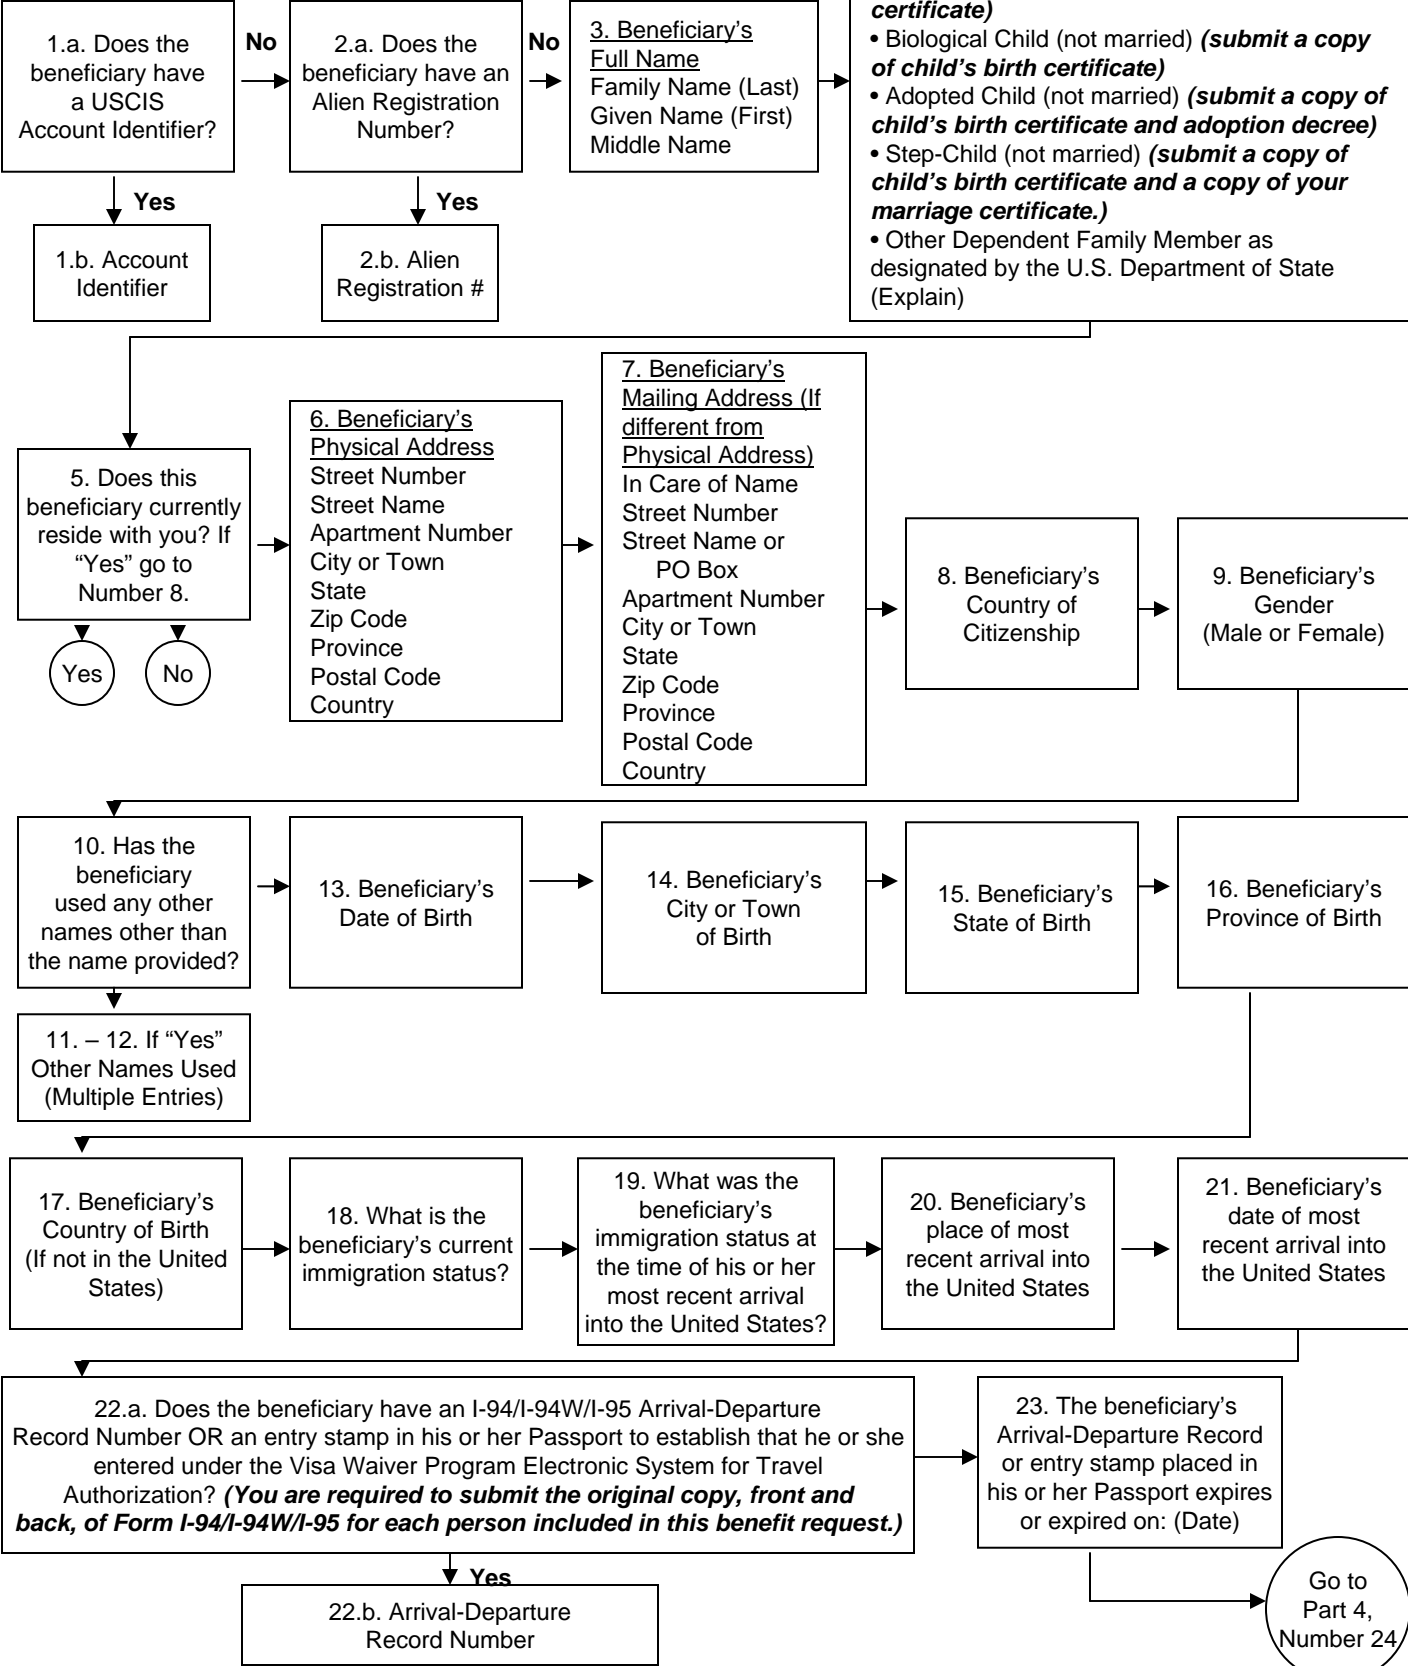 1.a. Does the
beneficiary have
a USCIS
Account Identifier?
No
2.a. Does the
beneficiary have an
Alien Registration
Number?
No
3. Beneficiary's
Full Name
Family Name (Last)
Given Name (First)
Middle Name
certificate)
• Biological Child (not married) (submit a copy
of child's birth certificate)
• Adopted Child (not married) (submit a copy of
child's birth certificate and adoption decree)
• Step-Child (not married) (submit a copy of
child's birth certificate and a copy of your
marriage certificate.)
• Other Dependent Family Member as
designated by the U.S. Department of State
(Explain)
Yes
1.b. Account
Identifier
Yes
2.b. Alien
Registration #
5. Does this
beneficiary currently
reside with you? If
“Yes” go to
Number 8.
Yes
No
6. Beneficiary's
Physical Address
Street Number
Street Name
Apartment Number
City or Town
State
Zip Code
Province
Postal Code
Country
7. Beneficiary's
Mailing Address (If
different from
Physical Address)
In Care of Name
Street Number
Street Name or
PO Box
Apartment Number
City or Town
State
Zip Code
Province
Postal Code
Country
8. Beneficiary's
Country of
Citizenship
9. Beneficiary's
Gender
(Male or Female)
10. Has the
beneficiary
used any other
names other than
the name provided?
11. – 12. If “Yes”
Other Names Used
(Multiple Entries)
13. Beneficiary's
Date of Birth
14. Beneficiary's
City or Town
of Birth
15. Beneficiary's
State of Birth
16. Beneficiary's
Province of Birth
17. Beneficiary's
Country of Birth
(If not in the United
States)
18. What is the
beneficiary's current
immigration status?
19. What was the
beneficiary's
immigration status at
the time of his or her
most recent arrival
into the United States?
20. Beneficiary's
place of most
recent arrival into
the United States
21. Beneficiary's
date of most
recent arrival into
the United States
22.a. Does the beneficiary have an I-94/I-94W/I-95 Arrival-Departure
Record Number OR an entry stamp in his or her Passport to establish that he or she
entered under the Visa Waiver Program Electronic System for Travel
Authorization? (You are required to submit the original copy, front and
back, of Form I-94/I-94W/I-95 for each person included in this benefit request.)
Yes
22.b. Arrival-Departure
Record Number
23. The beneficiary's
Arrival-Departure Record
or entry stamp placed in
his or her Passport expires
or expired on: (Date)
Go to
Part 4,
Number 24